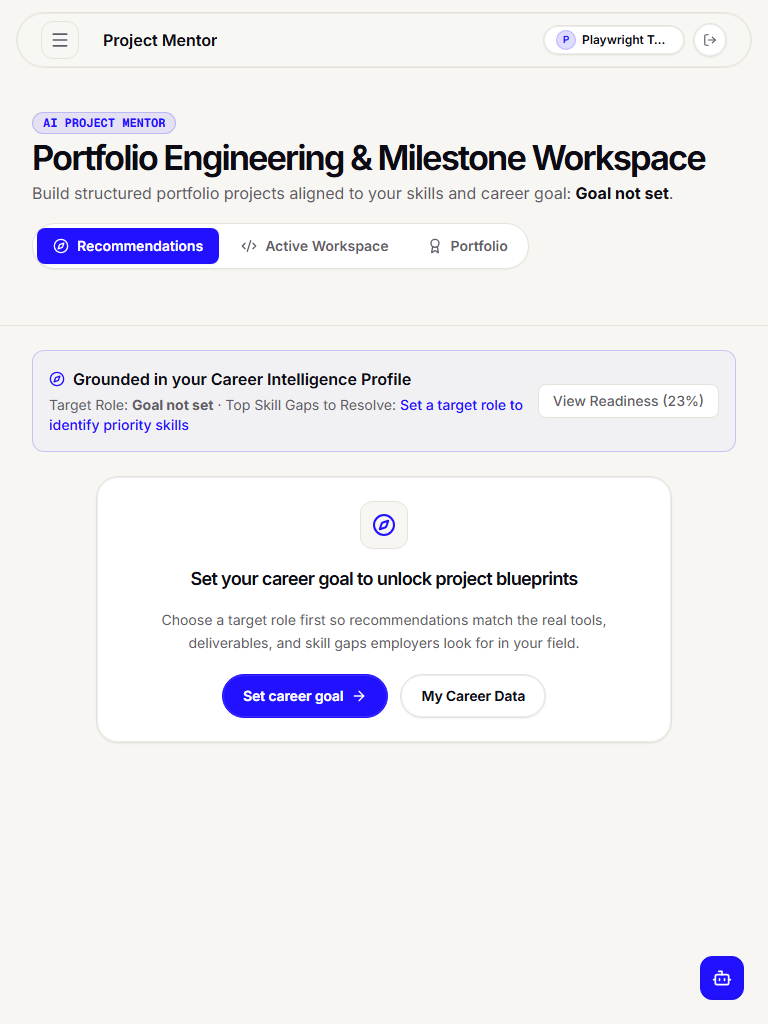 Project Mentor
P
Playwright T...
AI PROJECT MENTOR
Portfolio Engineering & Milestone Workspace
Build structured portfolio projects aligned to your skills and career goal: Goal not set.
Recommendations
Active Workspace
Portfolio
Grounded in your Career Intelligence Profile
Target Role: Goal not set · Top Skill Gaps to Resolve: Set a target role to
identify priority skills
View Readiness (23%)
Set your career goal to unlock project blueprints
Choose a target role first so recommendations match the real tools,
deliverables, and skill gaps employers look for in your field.
Set career goal
My Career Data